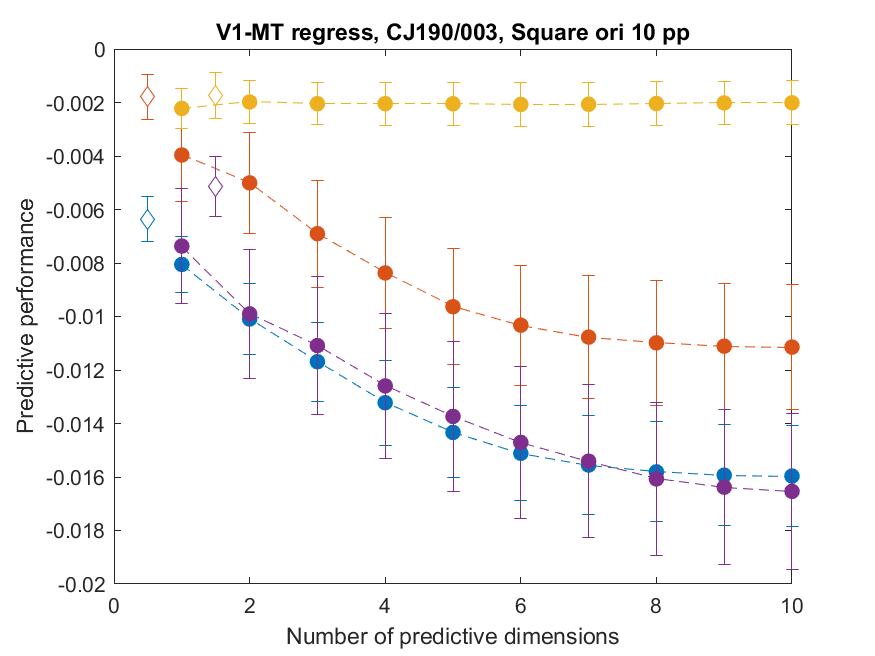 V1-MT regress, CJ190/003, Square ori 10 pp
0
-0.002
-0.004
-0.006
-0.008
-0.01
-0.012
-0.014
-0.016
-0.018
-0.02
Predictive performance
0 2 4 6 8 10
Number of predictive dimensions